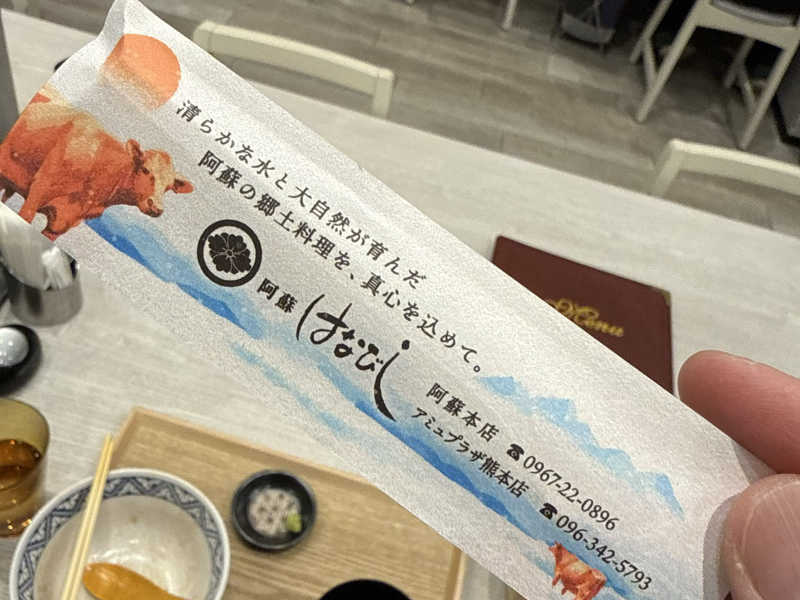 清らかな水と大自然が育んだ
阿蘇の郷土料理を、真心を込めて。
阿蘇 はなびし
阿蘇本店 ☎0967-22-0896
アミュプラザ熊本店 ☎096-342-5793
Menu